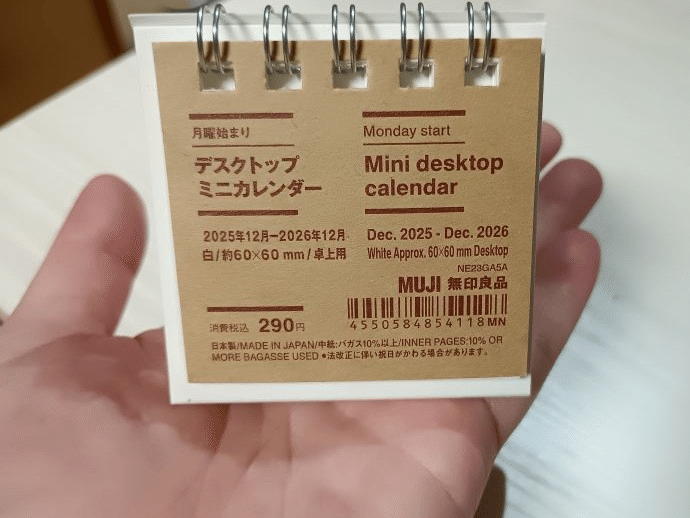 月曜始まり
デスクトップ
ミニカレンダー
2025年12月－2026年12月
白/約60×60 mm/卓上用
Monday start
Mini desktop
calendar
Dec. 2025 - Dec. 2026
White Approx. 60×60 mm Desktop
NE23GA5A
MUJI 無印良品
4550584854118MN
消費税込 290円
日本製/MADE IN JAPAN/中紙:バガス10%以上/INNER PAGES:10% OR
MORE BAGASSE USED ●法改正に伴い祝日がかわる場合があります。